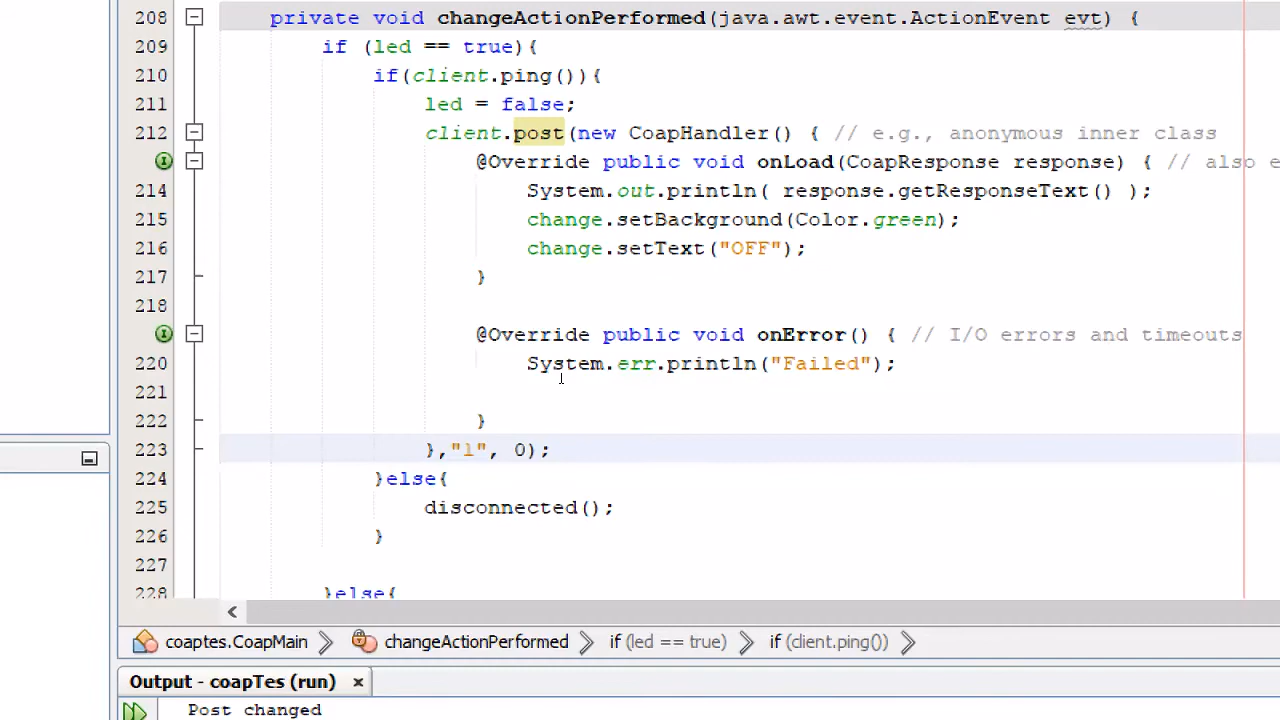 208 private void changeActionPerformed(java.awt.event.ActionEvent evt) {
209 if (led == true){
210 if(client.ping()){
211 led = false;
212 client.post(new CoapHandler() { // e.g., anonymous inner class
@Override public void onLoad(CoapResponse response) { // also e
214 System.out.println( response.getResponseText() );
215 change.setBackground(Color.green);
216 change.setText("OFF");
217 }
218
@Override public void onError() { // I/O errors and timeouts
220 System.err.println("Failed");
221
222 }
223 },"1", 0);
224 }else{
225 disconnected();
226 }
227
228 }else{
coaptes.CoapMain changeActionPerformed if (led == true) if (client.ping())
Output - coapTes (run)
Post changed